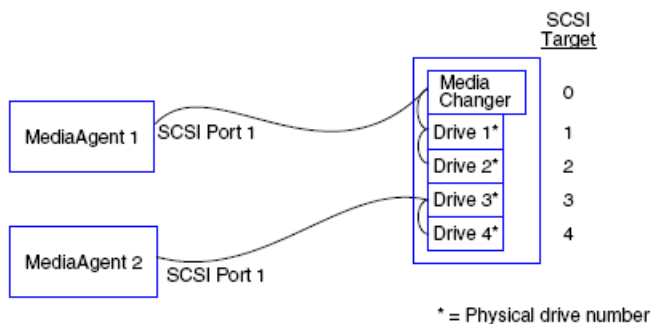 SCSI
Target
Media
Changer
0
MediaAgent 1
SCSI Port 1
Drive 1*
1
Drive 2*
2
Drive 3*
3
Drive 4*
4
MediaAgent 2
SCSI Port 1
* = Physical drive number